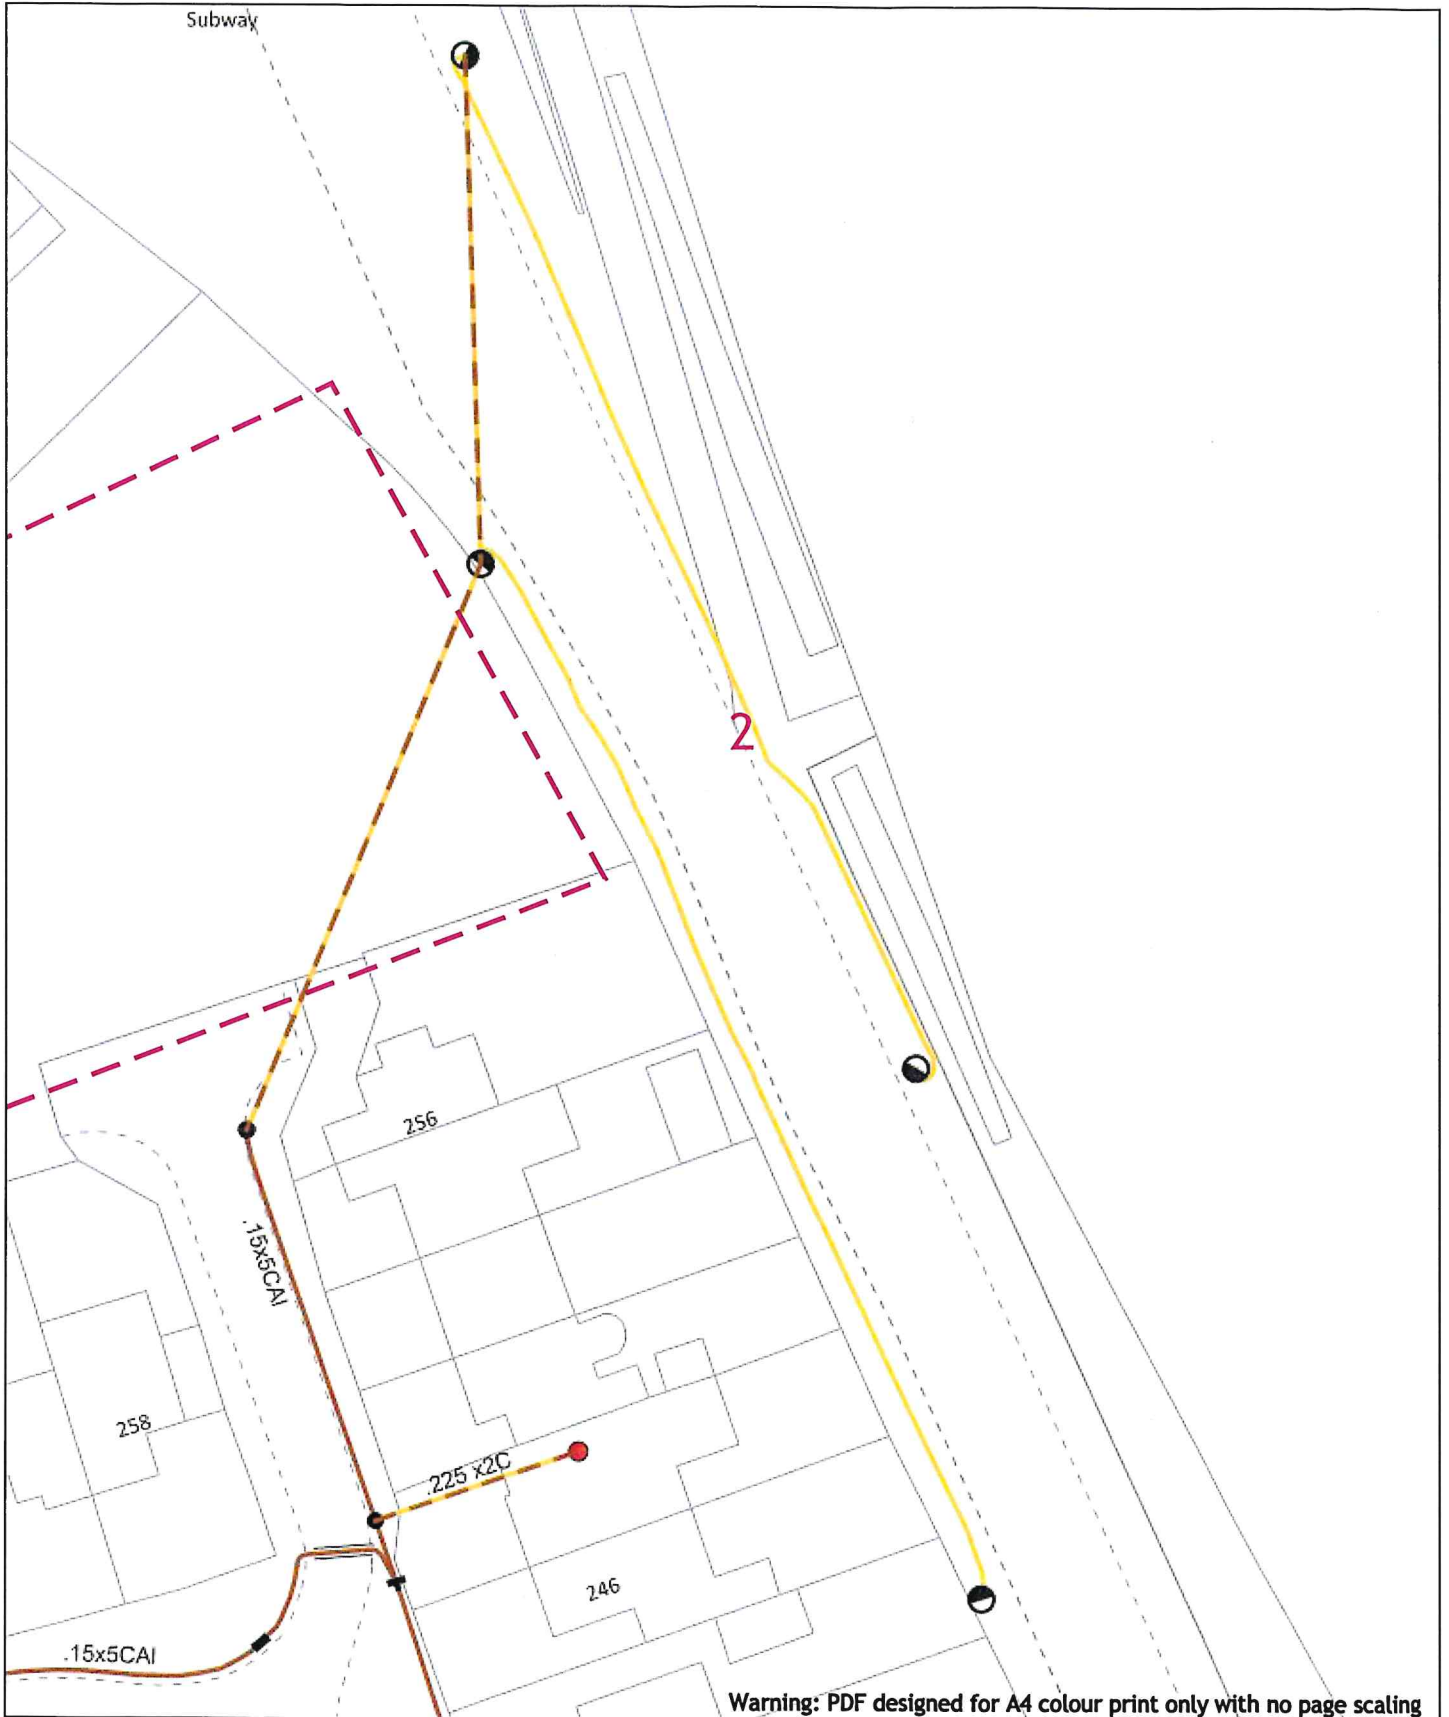 Subway
2
256
.15x5CAI
258
.225 x2C
246
.15x5CAI
Warning: PDF designed for A4 colour print only with no page scaling